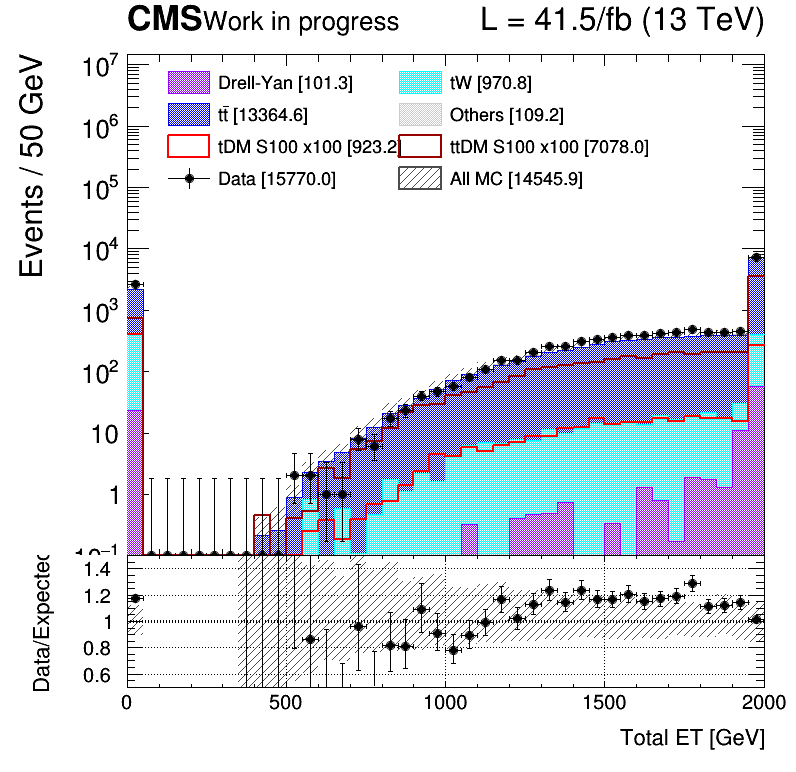 CMS Work in progress L = 41.5/fb (13 TeV)
Events / 50 GeV
10⁷
10⁶
10⁵
10⁴
10³
10²
10
1
10⁻¹
Drell-Yan [101.3] tW [970.8]
tt̄ [13364.6] Others [109.2]
tDM S100 x100 [923.2] ttDM S100 x100 [7078.0]
Data [15770.0] All MC [14545.9]
Data/Expected
1.4
1.2
1
0.8
0.6
0 500 1000 1500 2000
Total ET [GeV]